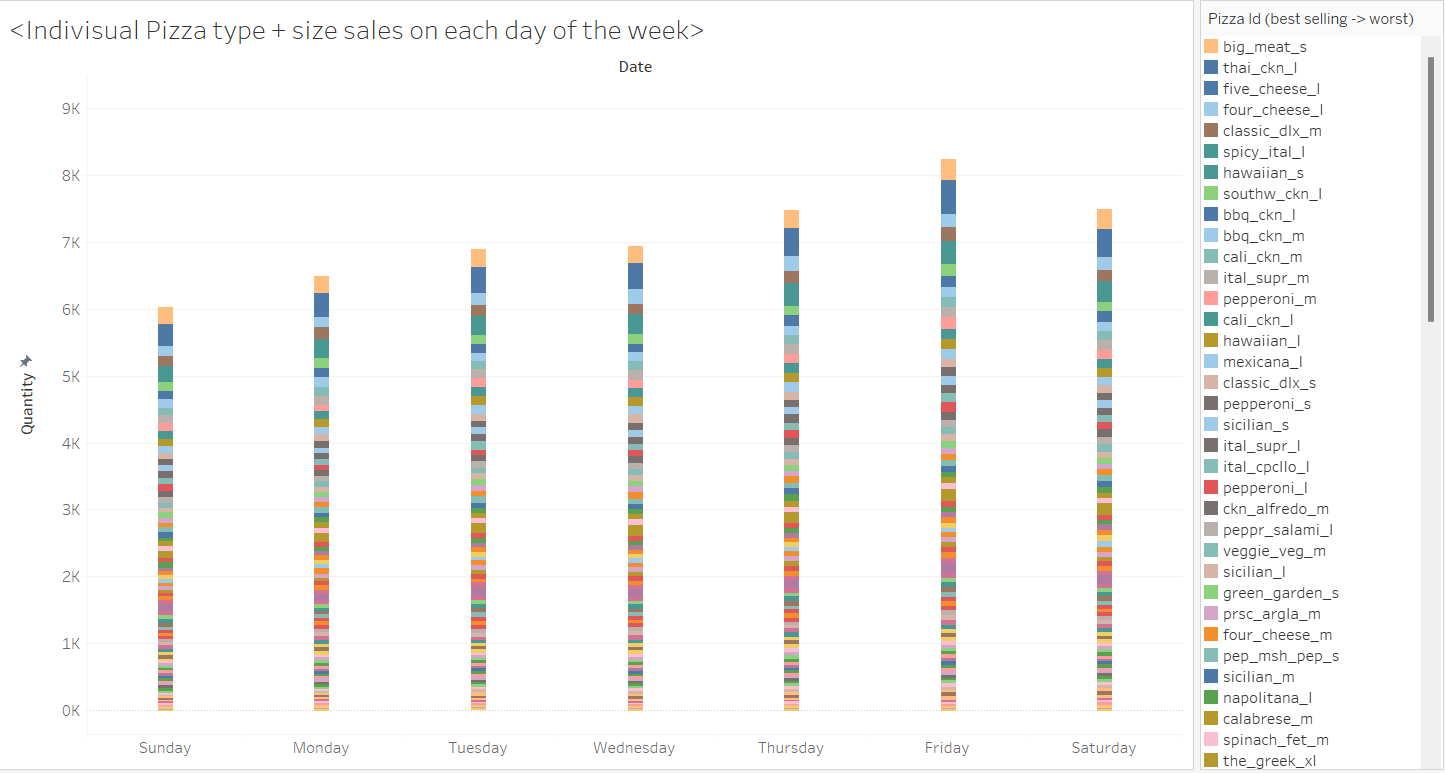 <Indivisual Pizza type + size sales on each day of the week>
Date
9K
8K
7K
6K
5K
4K
3K
2K
1K
0K
Quantity
Sunday
Monday
Tuesday
Wednesday
Thursday
Friday
Saturday
Pizza Id (best selling -> worst)
big_meat_s
thai_ckn_l
five_cheese_l
four_cheese_l
classic_dlx_m
spicy_ital_l
hawaiian_s
southw_ckn_l
bbq_ckn_l
bbq_ckn_m
cali_ckn_m
ital_supr_m
pepperoni_m
cali_ckn_l
hawaiian_l
mexicana_l
classic_dlx_s
pepperoni_s
sicilian_s
ital_supr_l
ital_cpcllo_l
pepperoni_l
ckn_alfredo_m
peppr_salami_l
veggie_veg_m
sicilian_l
green_garden_s
prsc_argla_m
four_cheese_m
pep_msh_pep_s
sicilian_m
napolitana_l
calabrese_m
spinach_fet_m
the_greek_xl